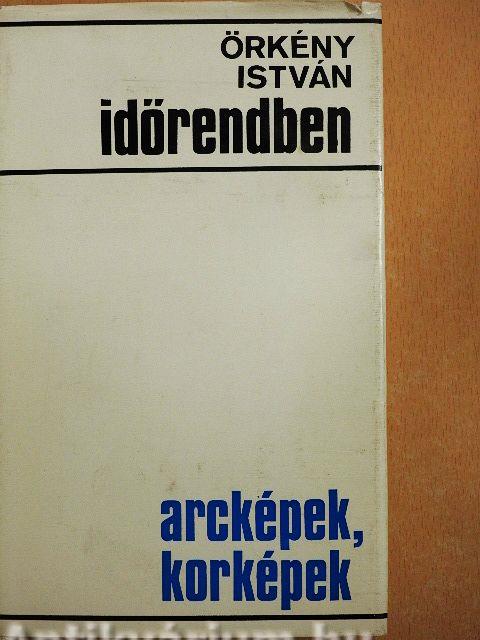 ÖRKÉNY
ISTVÁN
időrendben
arcképek,
korképek